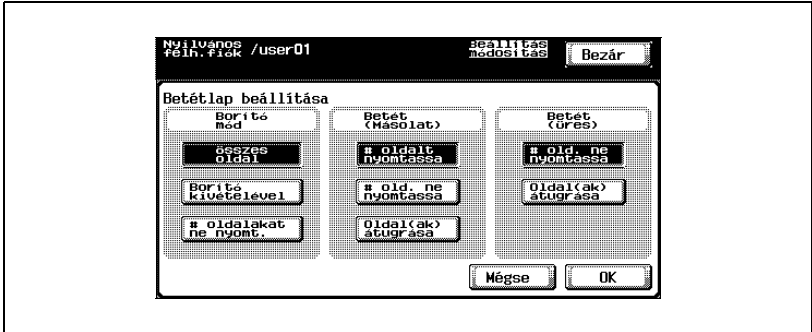 Nyilvános
félh.fiók /user01
Beállítás
módosítás
Bezár
Betétlap beállítása
Borító
mód
Betét
(Másolat)
Betét
(üres)
összes
oldal
# oldalt
nyomtassa
# old. ne
nyomtassa
Borító
kivételével
# old. ne
nyomtassa
Oldal(ak)
átugrása
# oldalakat
ne nyomt.
Oldal(ak)
átugrása
Mégse
OK